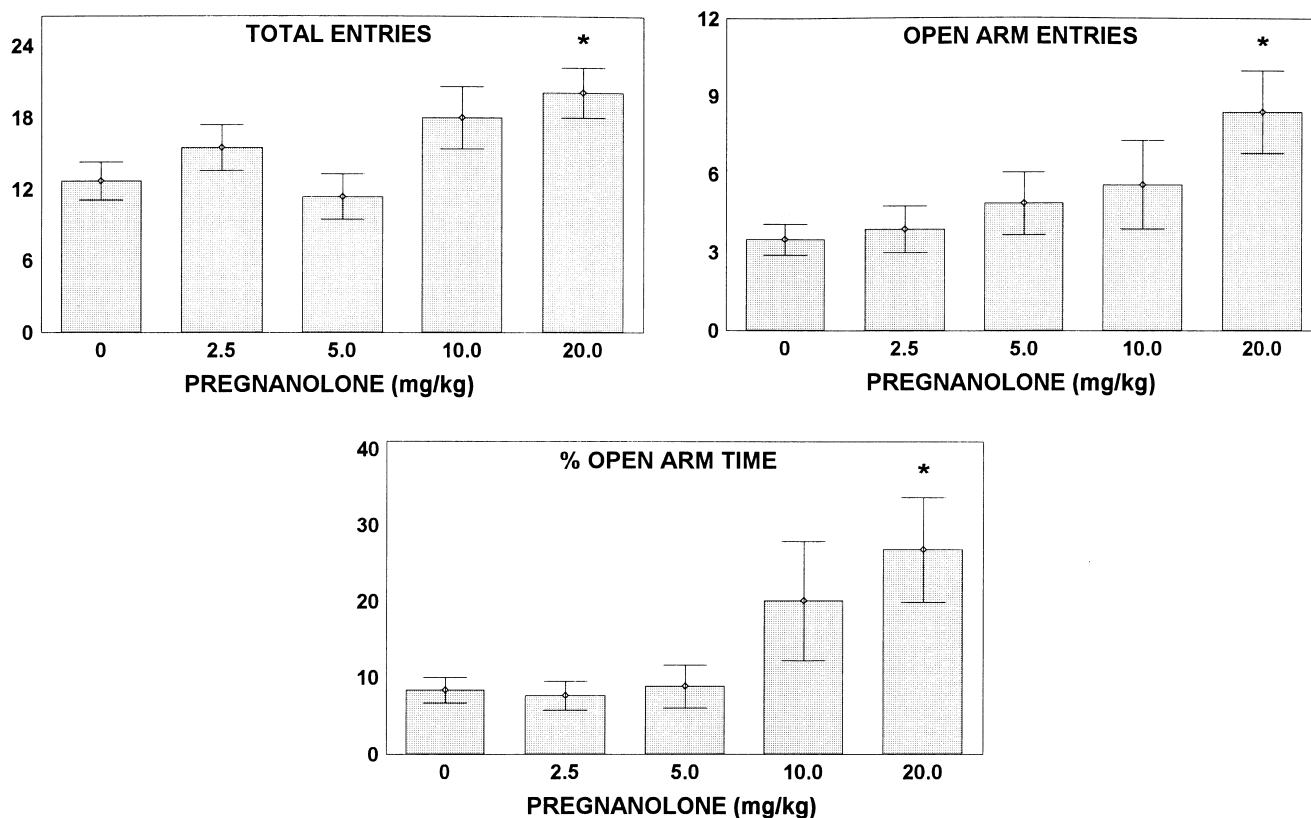 TOTAL ENTRIES
*
24
18
12
6
0
0 2.5 5.0 10.0 20.0
PREGNANOLONE (mg/kg)
OPEN ARM ENTRIES
*
12
9
6
3
0
0 2.5 5.0 10.0 20.0
PREGNANOLONE (mg/kg)
% OPEN ARM TIME
*
40
30
20
10
0
0 2.5 5.0 10.0 20.0
PREGNANOLONE (mg/kg)